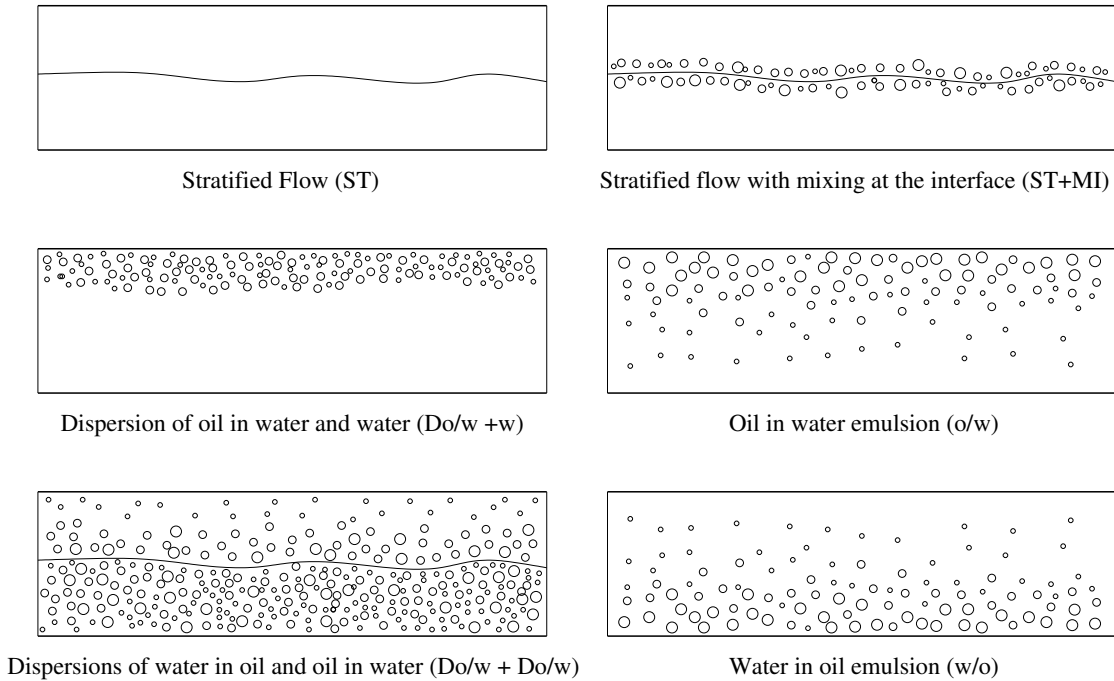 Stratified Flow (ST)
Stratified flow with mixing at the interface (ST+MI)
Dispersion of oil in water and water (Do/w +w)
Oil in water emulsion (o/w)
Dispersions of water in oil and oil in water (Do/w + Do/w)
Water in oil emulsion (w/o)